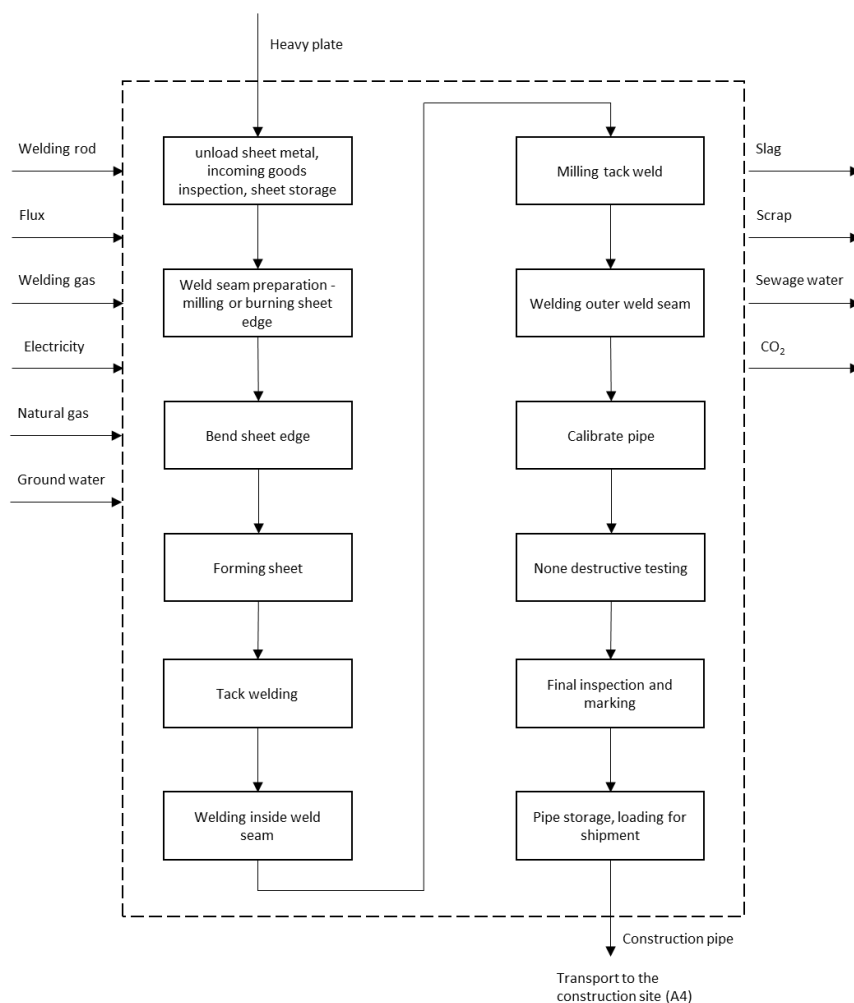 Heavy plate
Welding rod
Flux
Welding gas
Electricity
Natural gas
Ground water
unload sheet metal,
incoming goods
inspection, sheet storage
Weld seam preparation -
milling or burning sheet
edge
Bend sheet edge
Forming sheet
Tack welding
Welding inside weld
seam
Milling tack weld
Welding outer weld seam
Calibrate pipe
None destructive testing
Final inspection and
marking
Pipe storage, loading for
shipment
Slag
Scrap
Sewage water
CO₂
Construction pipe
Transport to the
construction site (A4)